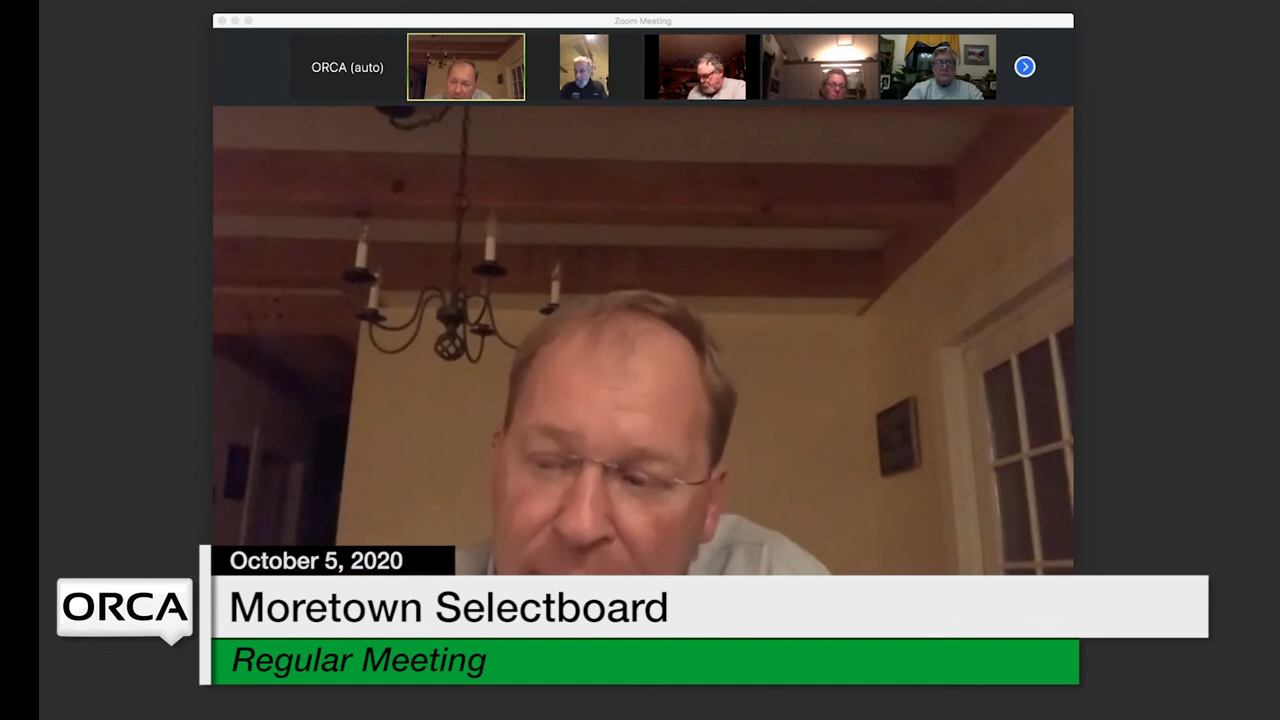 Zoom Meeting
ORCA (auto)
October 5, 2020
ORCA
Moretown Selectboard
Regular Meeting